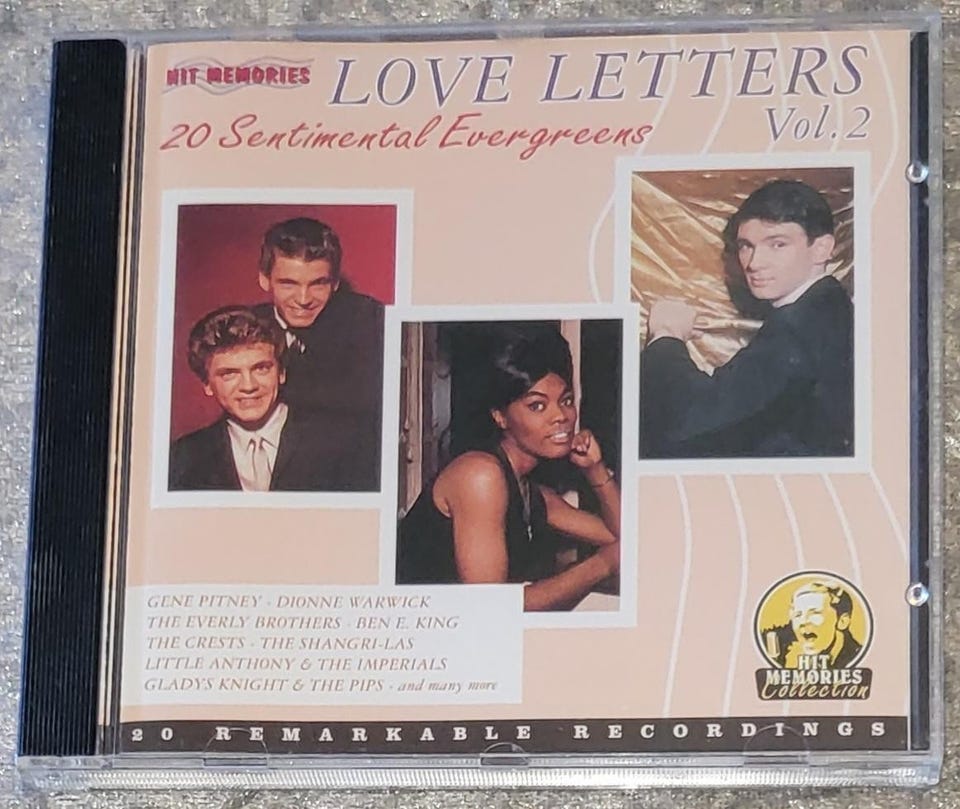 HIT MEMORIES
LOVE LETTERS
Vol.2
20 Sentimental Evergreens
GENE PITNEY - DIONNE WARWICK
THE EVERLY BROTHERS - BEN E. KING
THE CRESTS - THE SHANGRI-LAS
LITTLE ANTHONY & THE IMPERIALS
GLADYS KNIGHT & THE PIPS - and many more
HIT
MEMORIES
Collection
20 REMARKABLE RECORDINGS